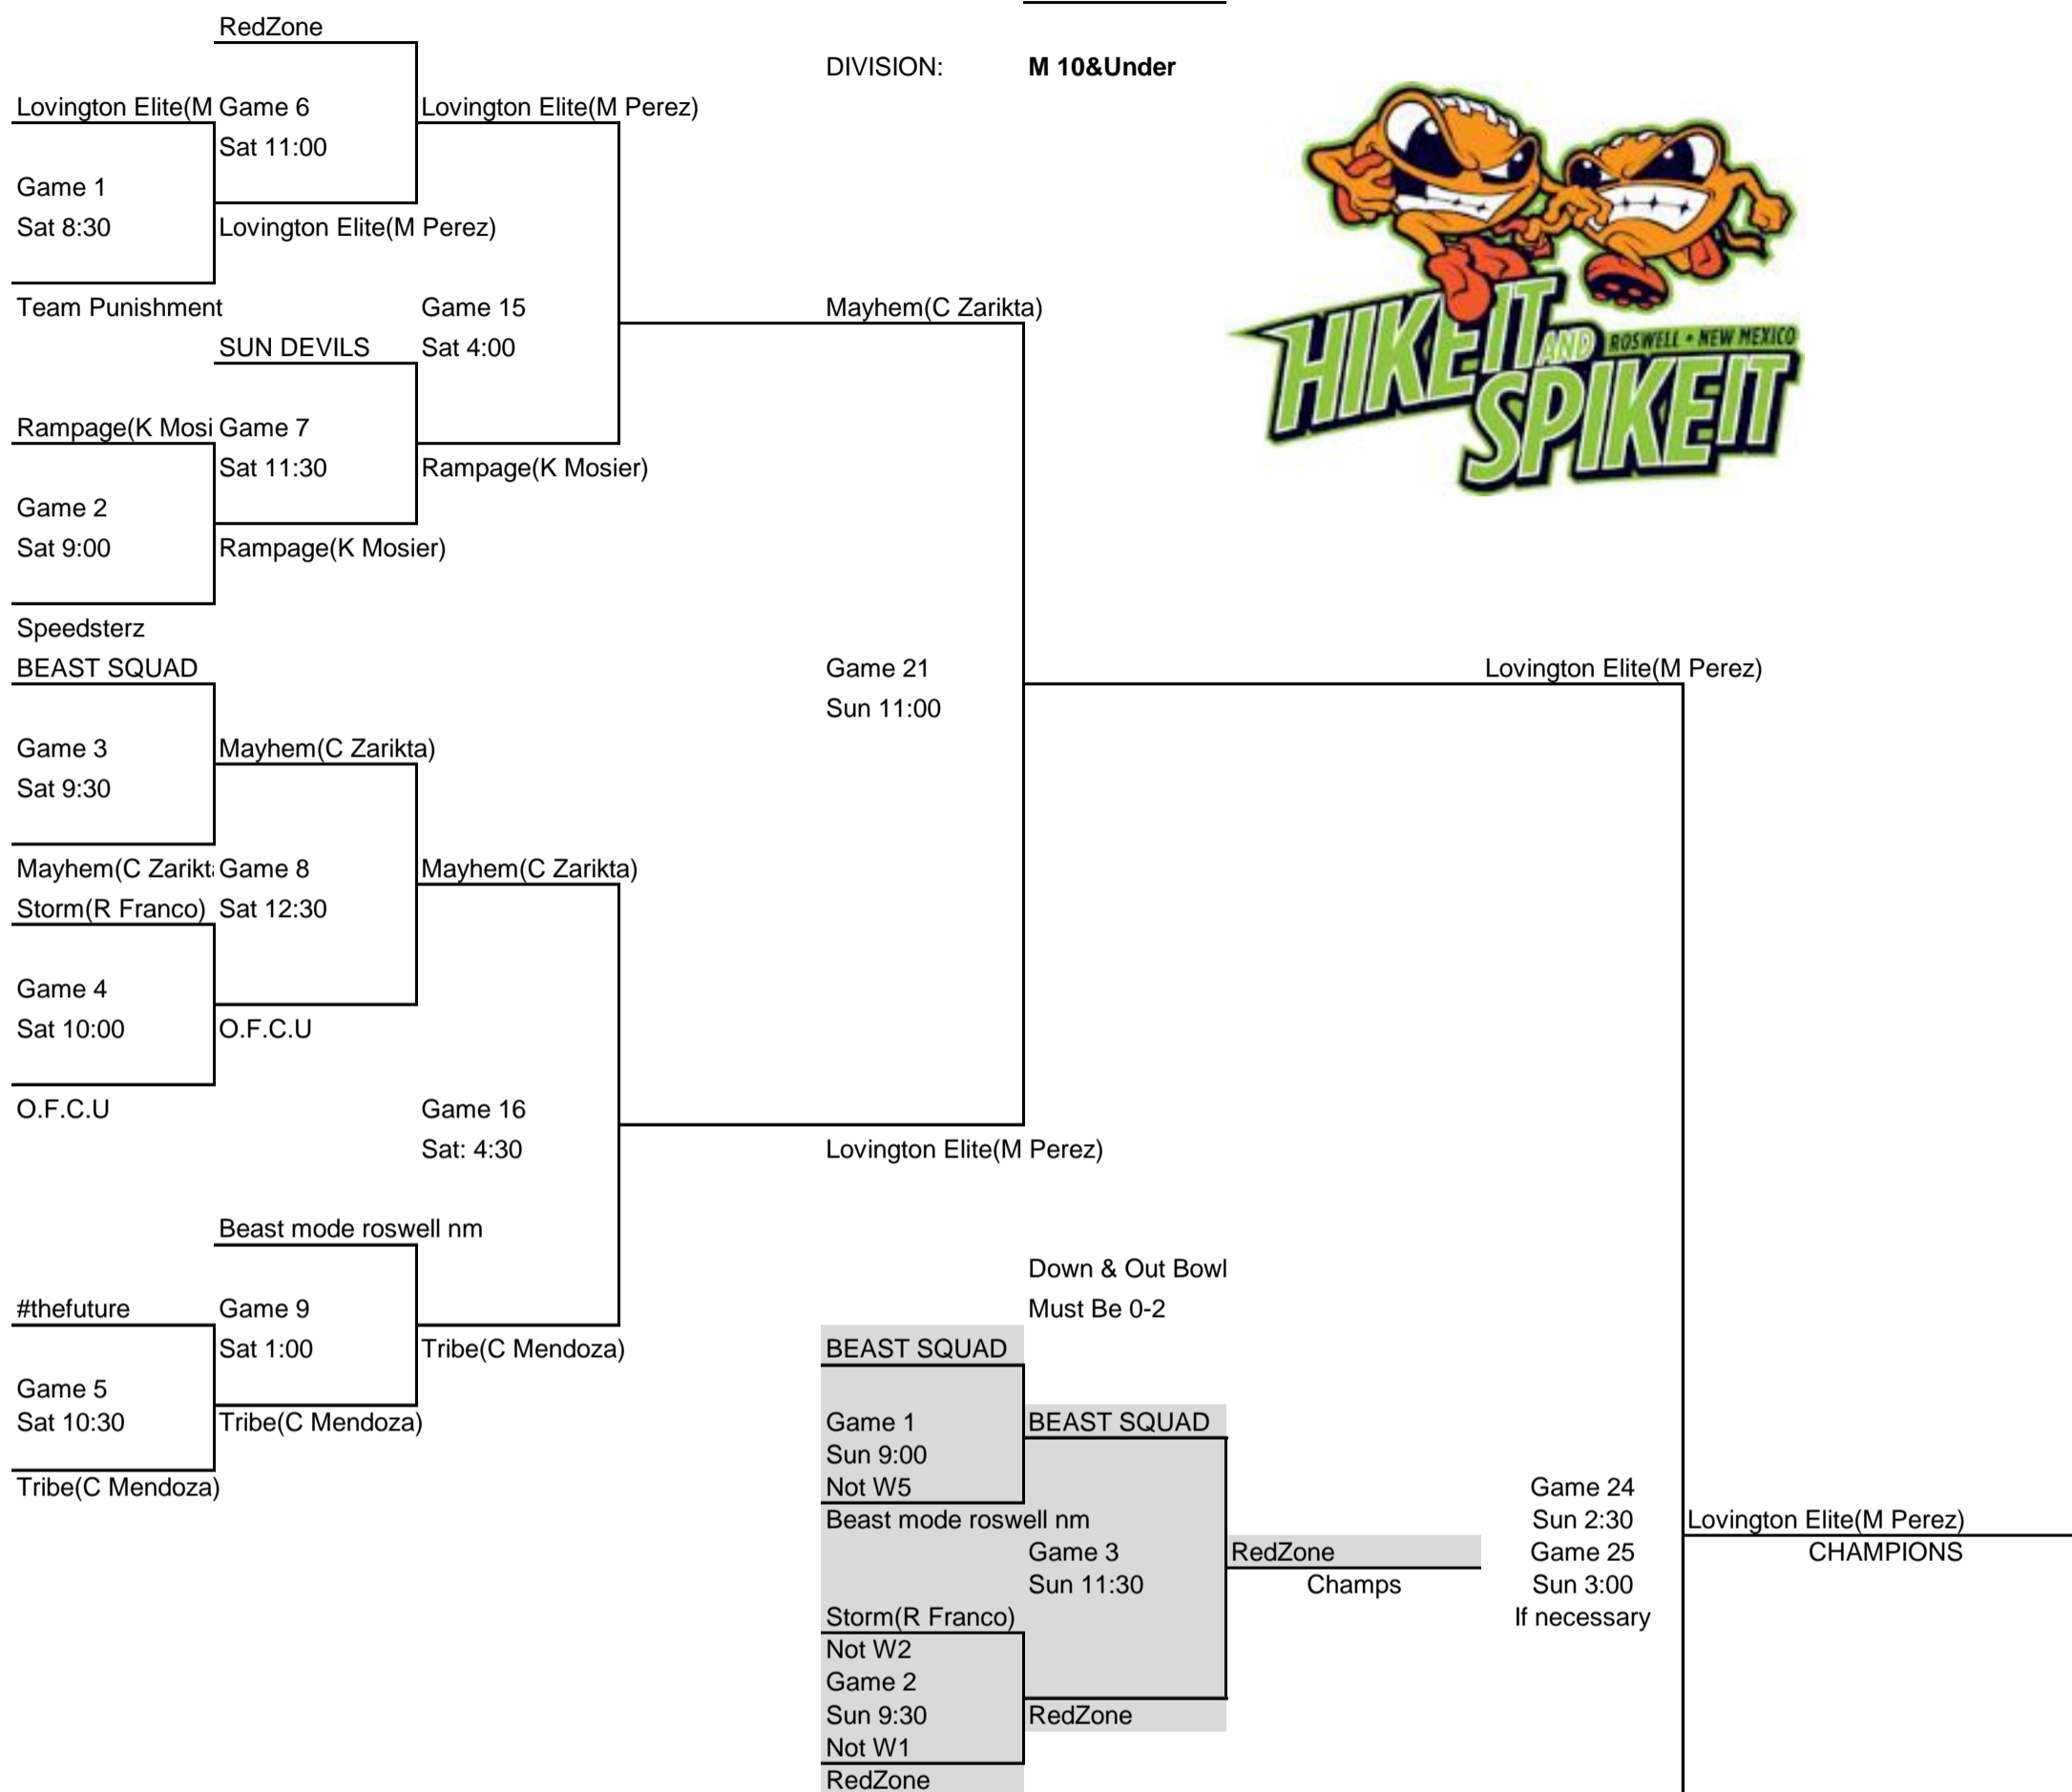 RedZone
DIVISION: M 10&Under
Lovington Elite(M Game 6 Lovington Elite(M Perez)
Sat 11:00
Game 1
Sat 8:30 Lovington Elite(M Perez)
Team Punishment Game 15 Mayhem(C Zarikta)
SUN DEVILS Sat 4:00
HIKE IT AND SPIKE IT
ROSWELL • NEW MEXICO
Rampage(K Mosi Game 7
Sat 11:30 Rampage(K Mosier)
Game 2
Sat 9:00 Rampage(K Mosier)
Speedsterz
BEAST SQUAD Game 21 Lovington Elite(M Perez)
Sun 11:00
Game 3 Mayhem(C Zarikta)
Sat 9:30
Mayhem(C Zarikt Game 8 Mayhem(C Zarikta)
Storm(R Franco) Sat 12:30
Game 4
Sat 10:00 O.F.C.U
O.F.C.U Game 16
Sat: 4:30 Lovington Elite(M Perez)
Beast mode roswell nm
Down & Out Bowl
#thefuture Game 9 Must Be 0-2
Sat 1:00 Tribe(C Mendoza) BEAST SQUAD
Game 5
Sat 10:30 Tribe(C Mendoza) Game 1 BEAST SQUAD
Sun 9:00
Tribe(C Mendoza) Not W5 Game 24
Beast mode roswell nm Sun 2:30 Lovington Elite(M Perez)
Game 3 RedZone Game 25 CHAMPIONS
Sun 11:30 Champs Sun 3:00
Storm(R Franco) If necessary
Not W2
Game 2
Sun 9:30 RedZone
Not W1
RedZone